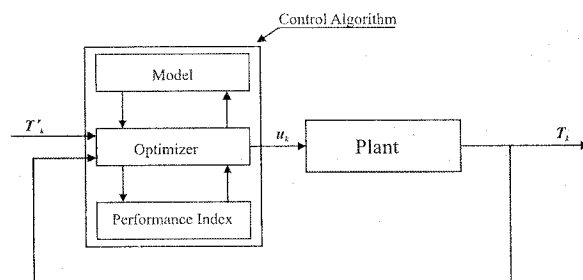 Control Algorithm
Model
T'k
Optimizer
uk
Plant
Tk
Performance Index